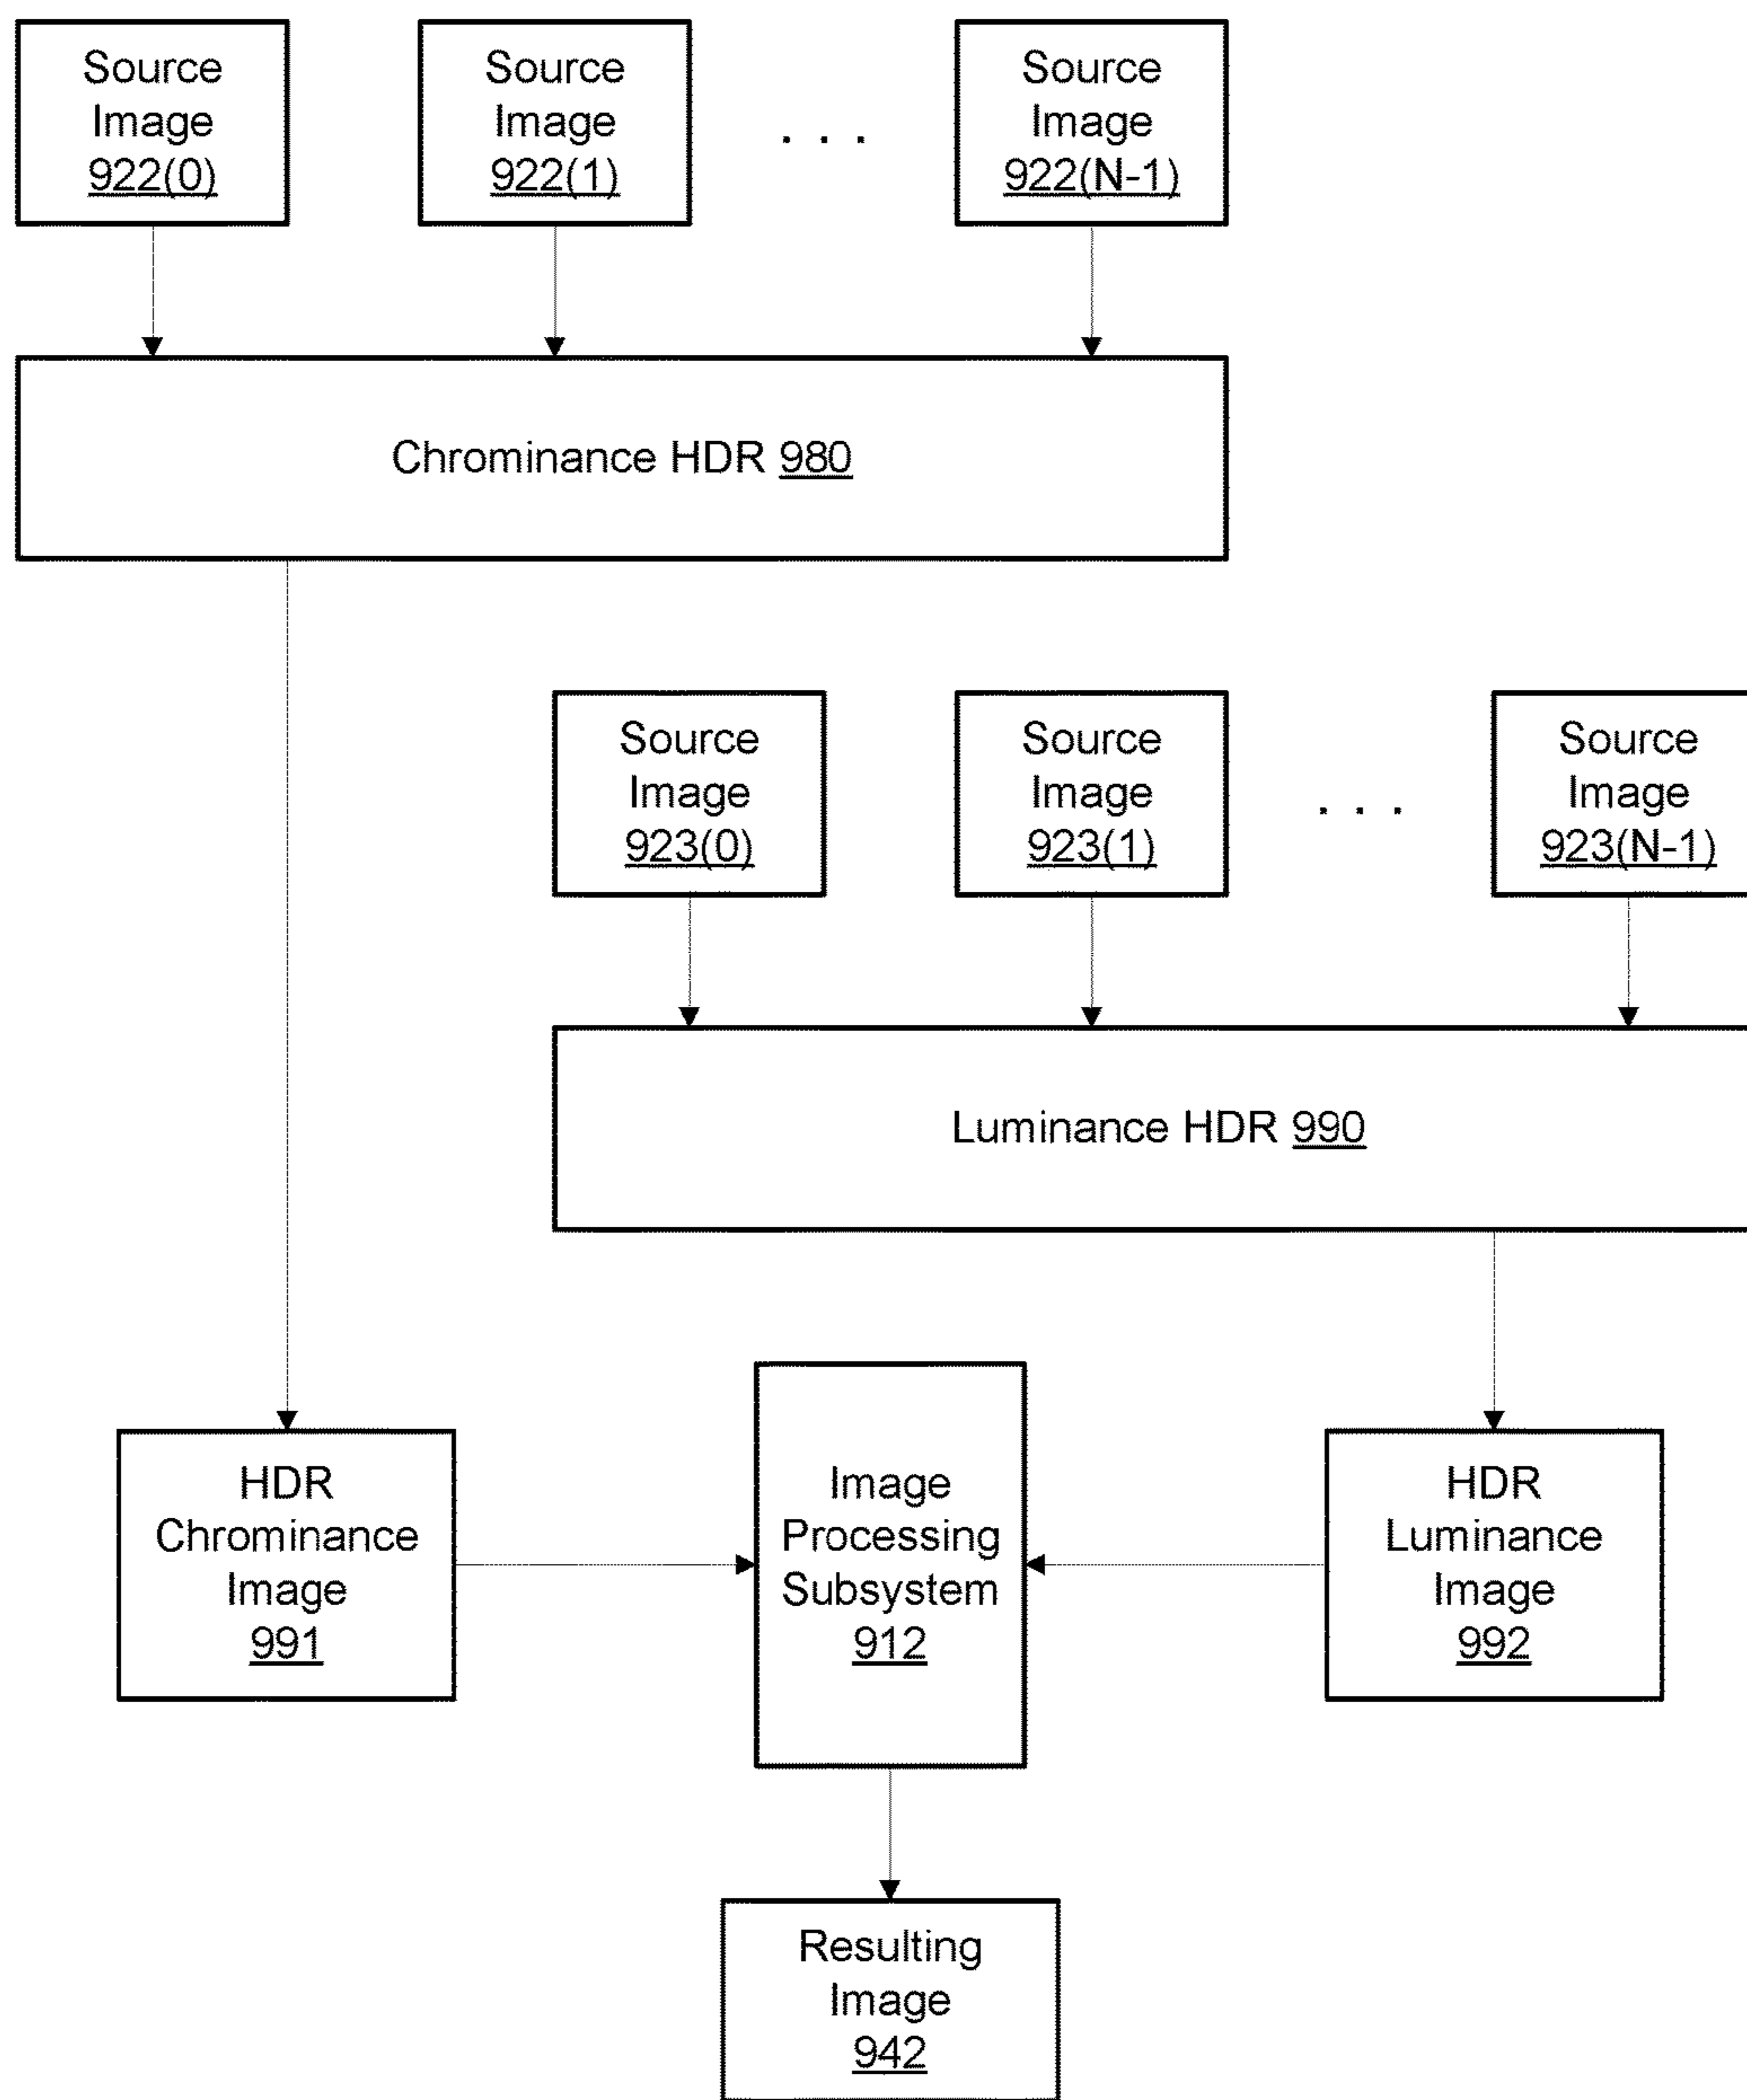 Source
Image
922(0)
Source
Image
922(1)
. . .
Source
Image
922(N-1)
Chrominance HDR 980
Source
Image
923(0)
Source
Image
923(1)
. . .
Source
Image
923(N-1)
Luminance HDR 990
HDR
Chrominance
Image
991
Image
Processing
Subsystem
912
HDR
Luminance
Image
992
Resulting
Image
942